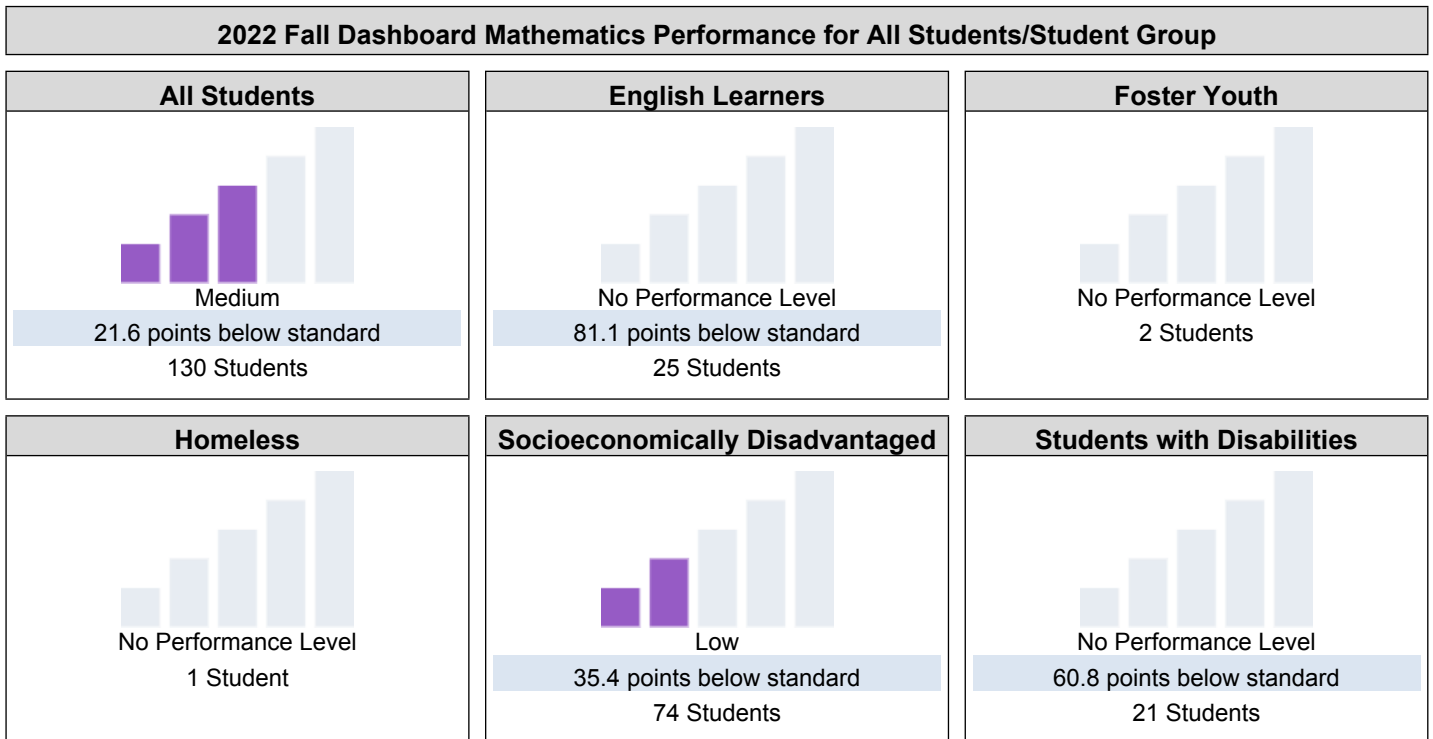 2022 Fall Dashboard Mathematics Performance for All Students/Student Group
All Students
Medium
21.6 points below standard
130 Students
English Learners
No Performance Level
81.1 points below standard
25 Students
Foster Youth
No Performance Level
2 Students
Homeless
No Performance Level
1 Student
Socioeconomically Disadvantaged
Low
35.4 points below standard
74 Students
Students with Disabilities
No Performance Level
60.8 points below standard
21 Students